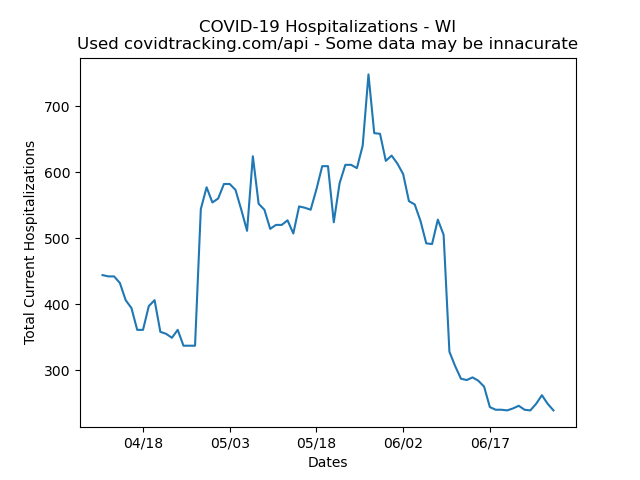 COVID-19 Hospitalizations - WI
Used covidtracking.com/api - Some data may be innacurate
Total Current Hospitalizations
700
600
500
400
300
04/18 05/03 05/18 06/02 06/17
Dates